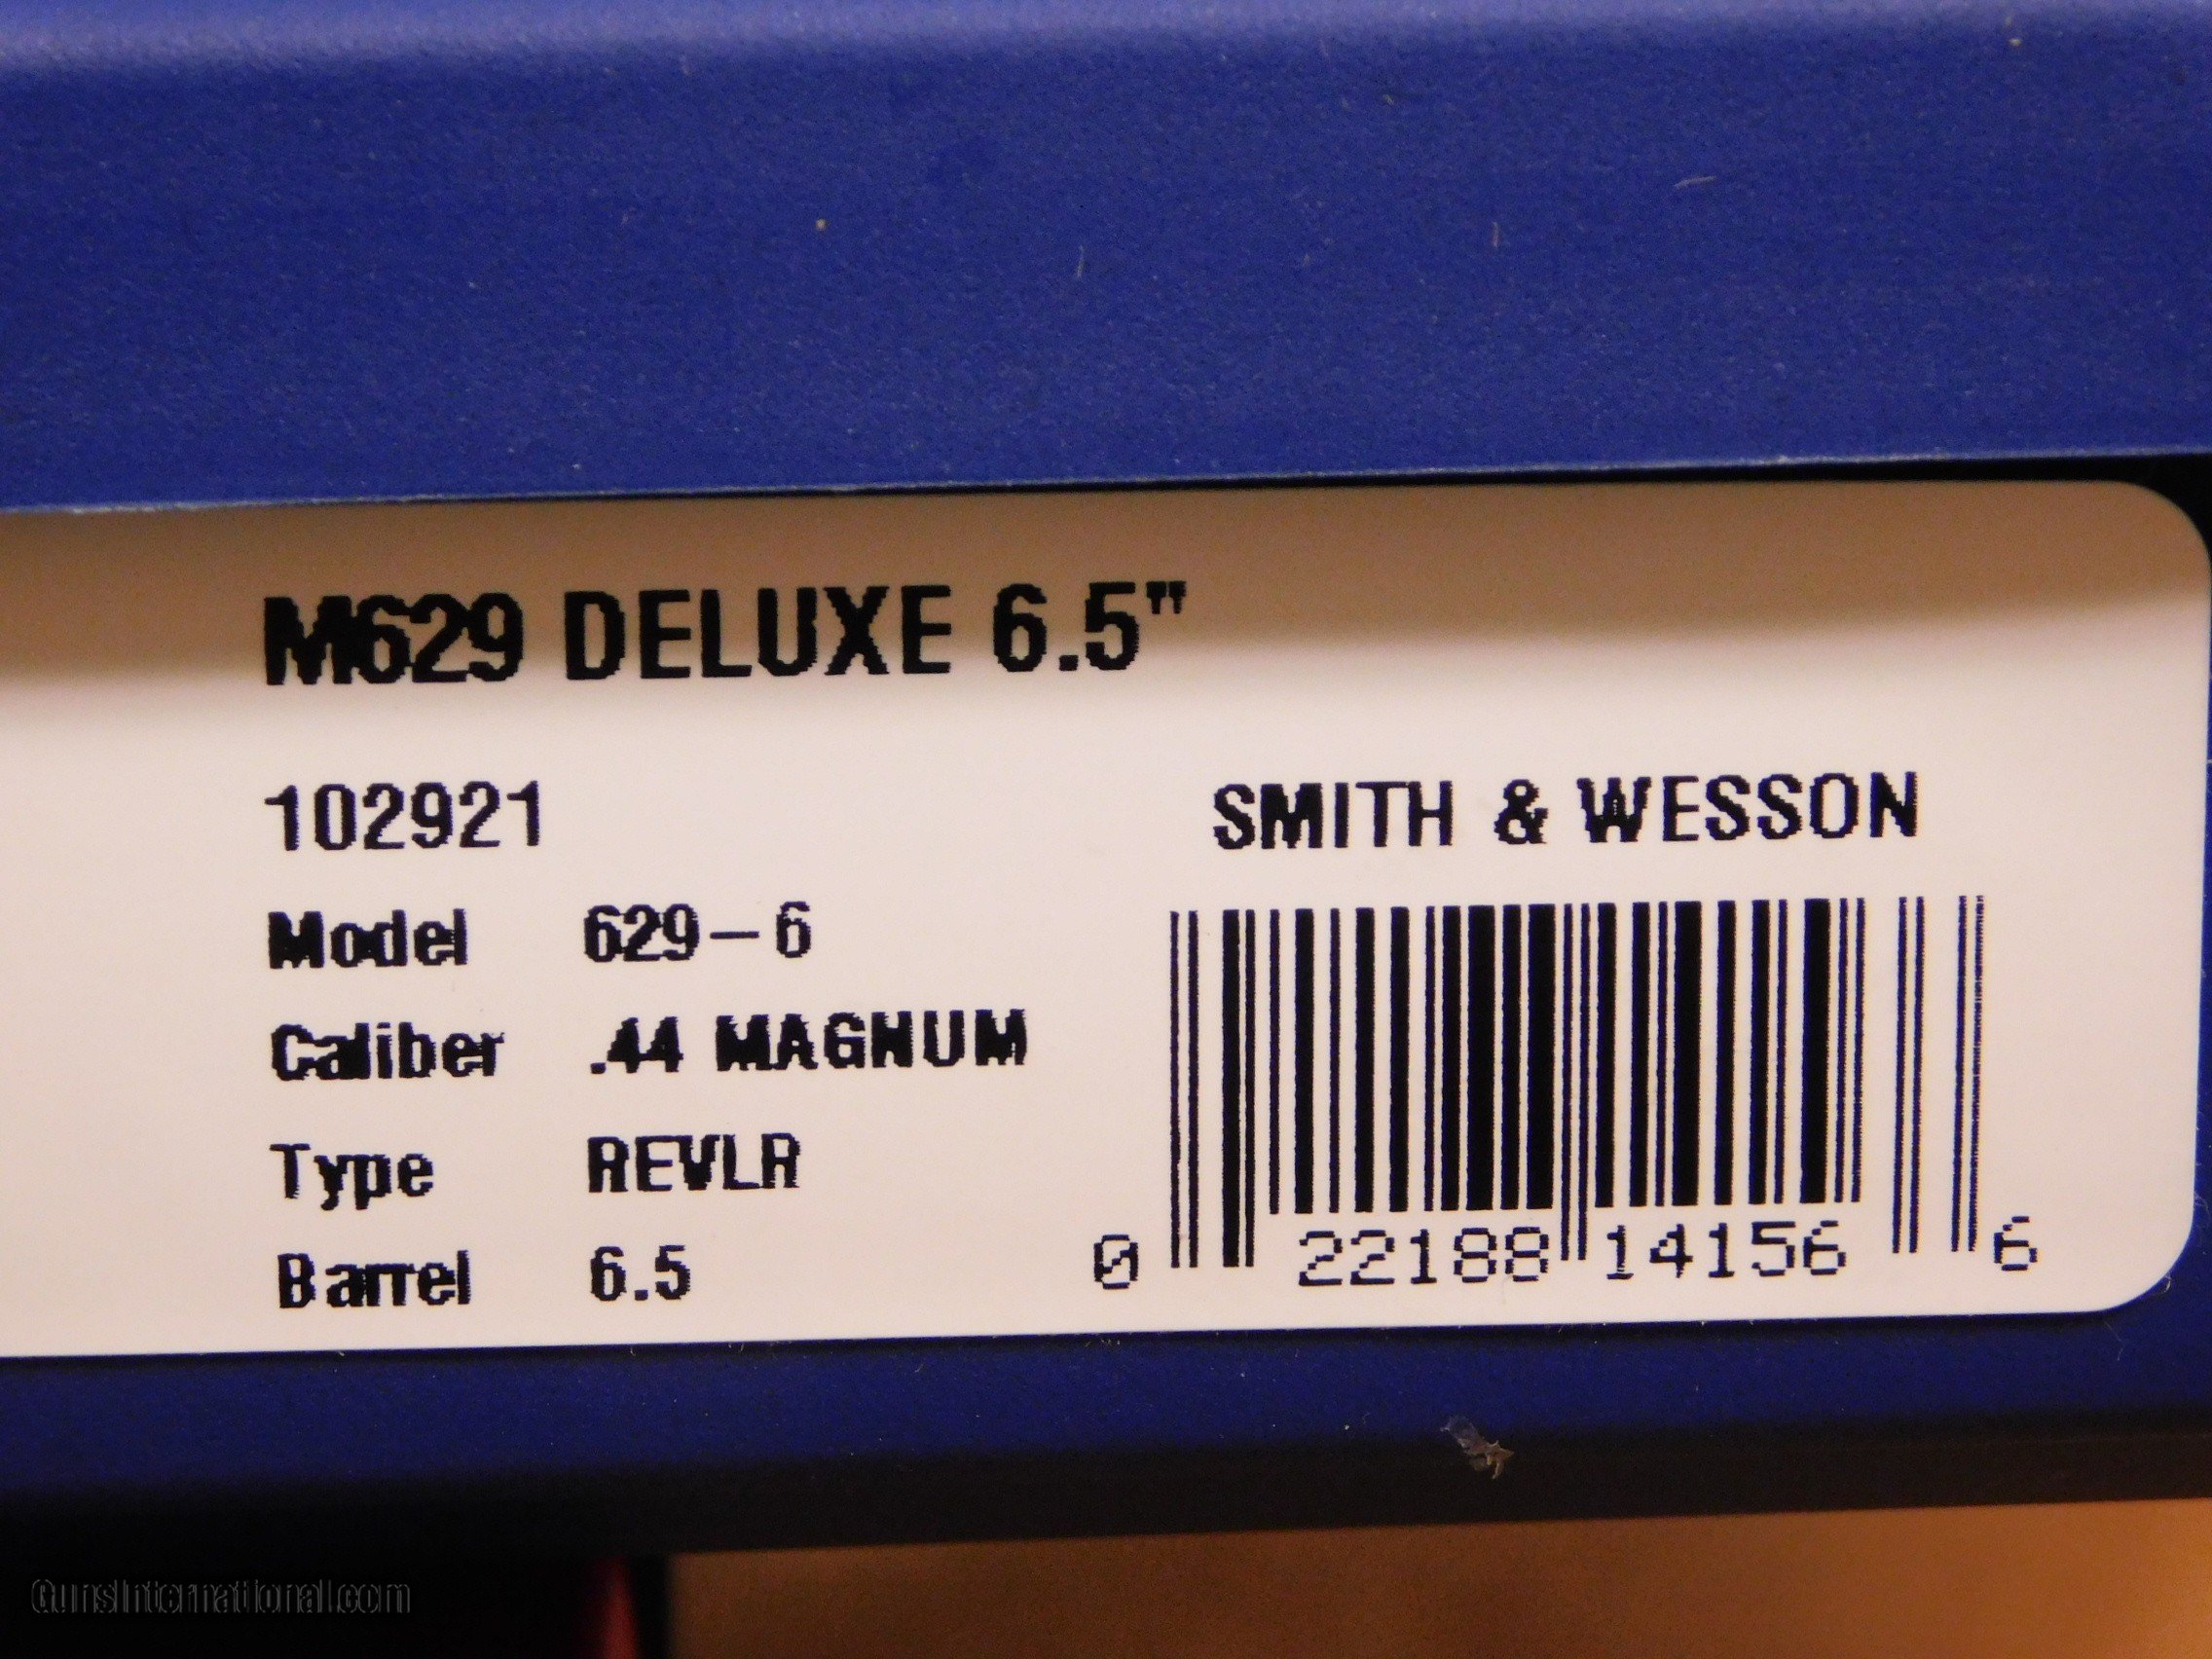 M629 DELUXE 6.5"
102921
SMITH & WESSON
Model 629-6
Caliber .44 MAGNUM
Type REVLR
Barrel 6.5
0 22188 14156 6
GunsInternational.com